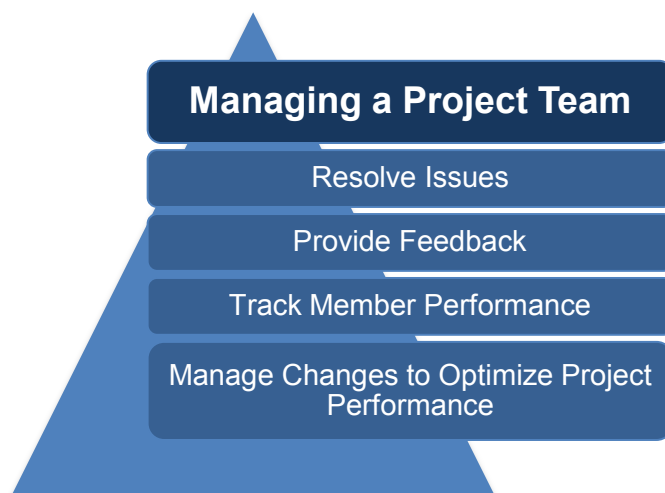 Managing a Project Team
Resolve Issues
Provide Feedback
Track Member Performance
Manage Changes to Optimize Project
Performance